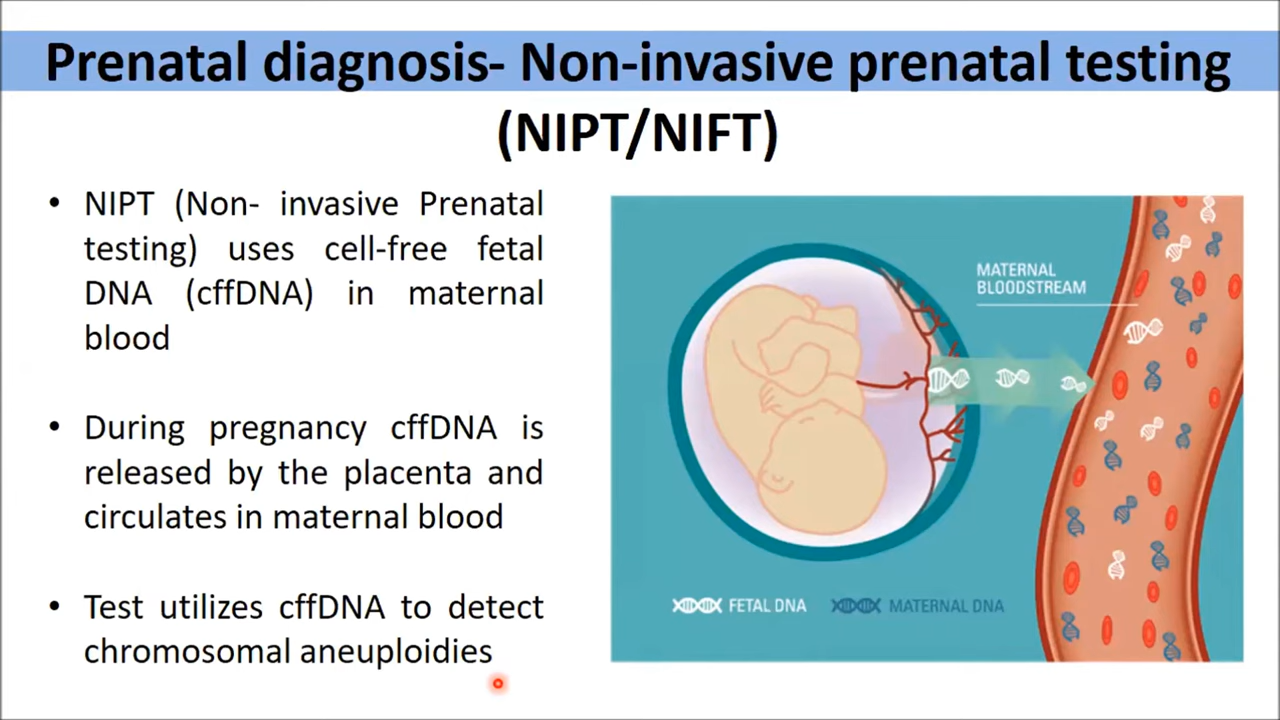 Prenatal diagnosis- Non-invasive prenatal testing
(NIPT/NIFT)
• NIPT (Non- invasive Prenatal
testing) uses cell-free fetal
DNA (cffDNA) in maternal
blood
• During pregnancy cffDNA is
released by the placenta and
circulates in maternal blood
• Test utilizes cffDNA to detect
chromosomal aneuploidies
MATERNAL
BLOODSTREAM
FETAL DNA
MATERNAL DNA